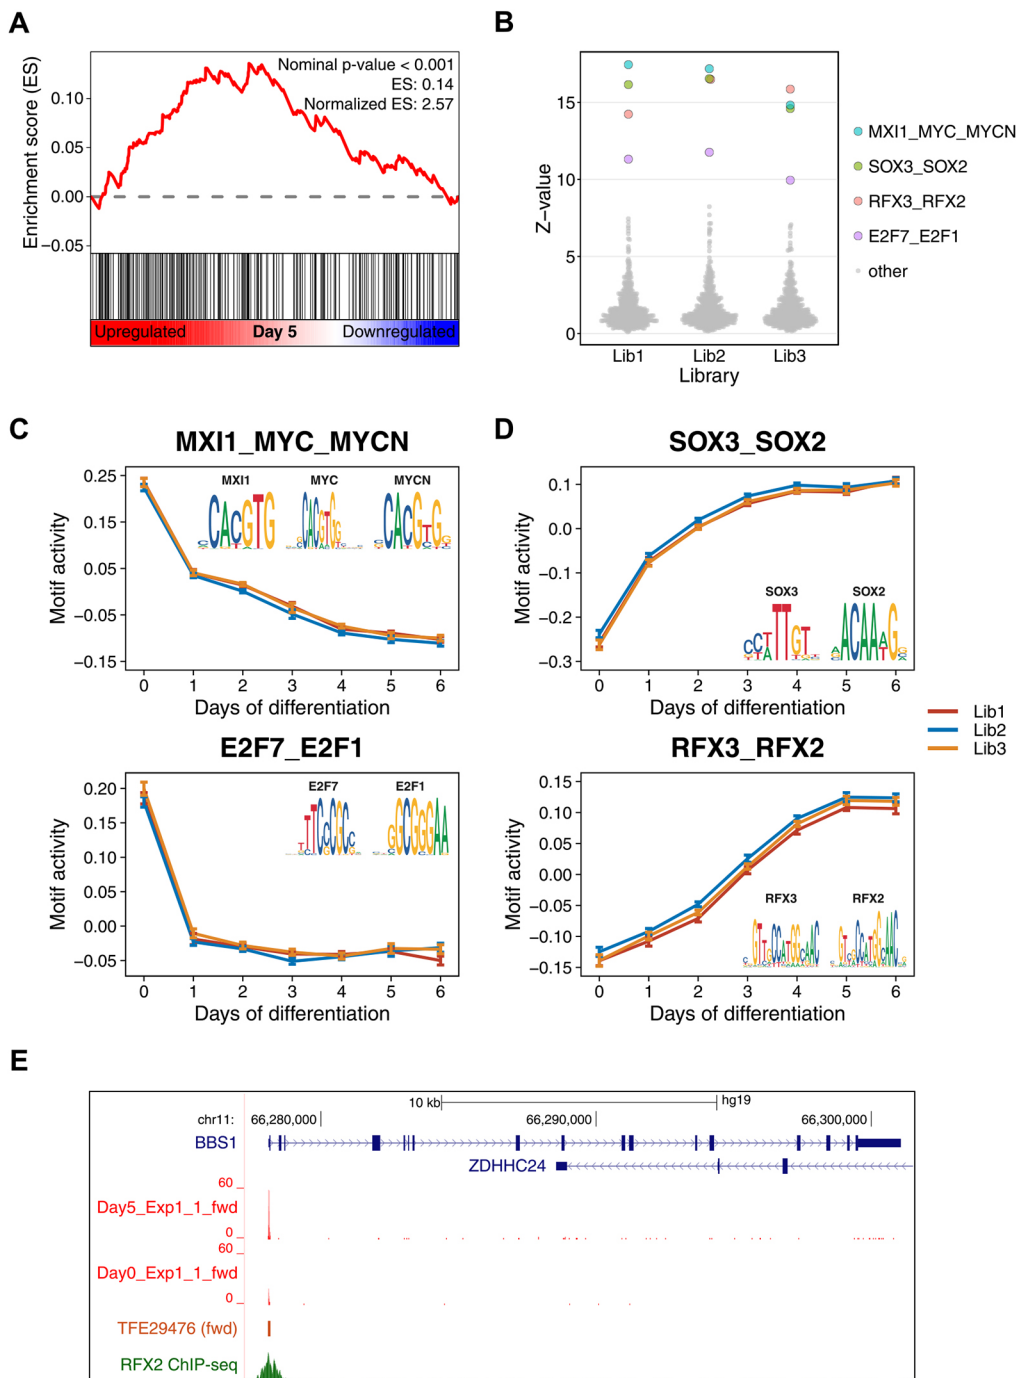 A
Enrichment score (ES)
0.10
0.05
0.00
−0.05
Nominal p-value < 0.001
ES: 0.14
Normalized ES: 2.57
Upregulated
Day 5
Downregulated
B
Z−value
15
10
5
0
Lib1
Lib2
Lib3
Library
MXI1_MYC_MYCN
SOX3_SOX2
RFX3_RFX2
E2F7_E2F1
other
C
MXI1_MYC_MYCN
Motif activity
0.25
0.15
0.05
−0.05
−0.15
MXI1
MYC
MYCN
0 1 2 3 4 5 6
Days of differentiation
E2F7_E2F1
Motif activity
0.20
0.15
0.10
0.05
0.00
−0.05
E2F7
E2F1
0 1 2 3 4 5 6
Days of differentiation
D
SOX3_SOX2
Motif activity
0.1
0.0
−0.1
−0.2
−0.3
SOX3
SOX2
0 1 2 3 4 5 6
Days of differentiation
RFX3_RFX2
Motif activity
0.15
0.10
0.05
0.00
−0.05
−0.10
−0.15
RFX3
RFX2
0 1 2 3 4 5 6
Days of differentiation
Lib1
Lib2
Lib3
E
10 kb
hg19
chr11:
66,280,000
66,290,000
66,300,000
BBS1
ZDHHC24
60
Day5_Exp1_1_fwd
0
60
Day0_Exp1_1_fwd
0
TFE29476 (fwd)
RFX2 ChIP-seq